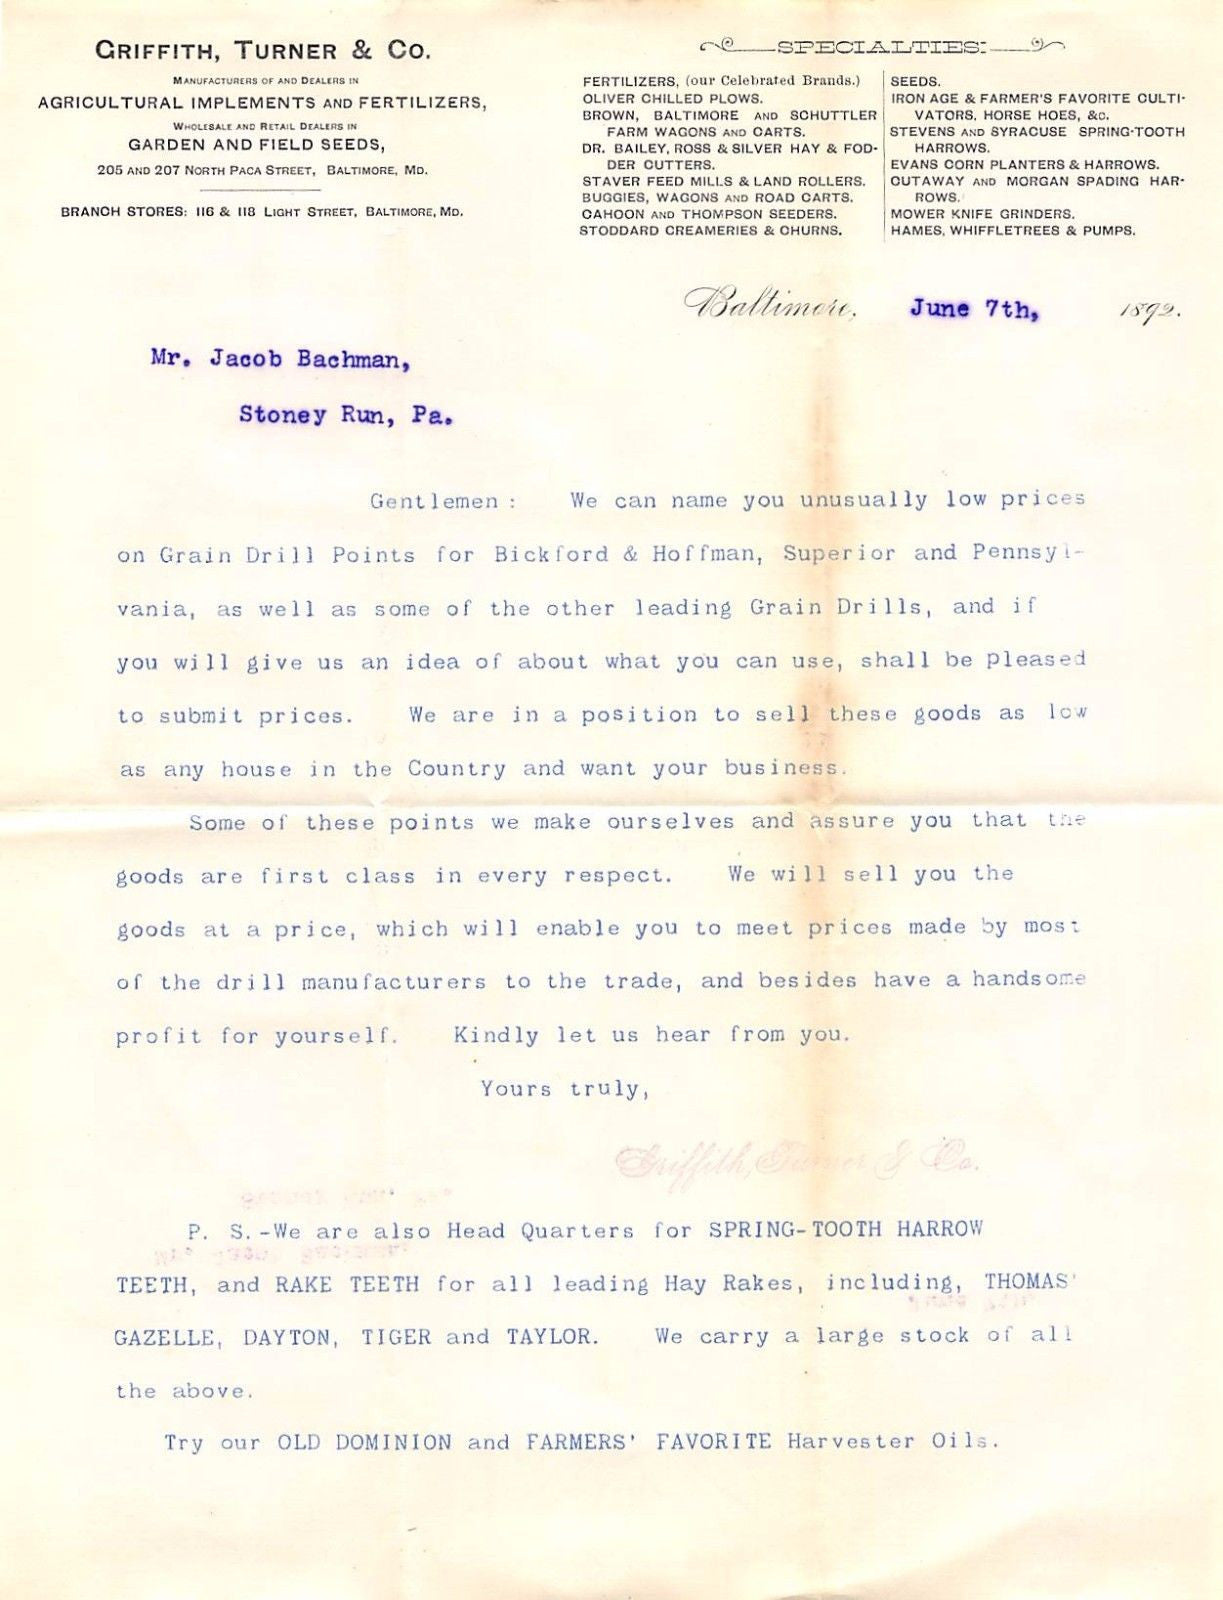 GRIFFITH, TURNER & CO.
MANUFACTURERS OF AND DEALERS IN
AGRICULTURAL IMPLEMENTS AND FERTILIZERS,
WHOLESALE AND RETAIL DEALERS IN
GARDEN AND FIELD SEEDS,
205 AND 207 NORTH PACA STREET, BALTIMORE, MD.
BRANCH STORES: 116 & 118 LIGHT STREET, BALTIMORE, MD.
SPECIALTIES:
FERTILIZERS, (our Celebrated Brands.)
OLIVER CHILLED PLOWS.
BROWN, BALTIMORE AND SCHUTTLER
FARM WAGONS AND CARTS.
DR. BAILEY, ROSS & SILVER HAY & FOD-
DER CUTTERS.
STAVER FEED MILLS & LAND ROLLERS.
BUGGIES, WAGONS AND ROAD CARTS.
CAHOON AND THOMPSON SEEDERS.
STODDARD CREAMERIES & CHURNS.
SEEDS.
IRON AGE & FARMER'S FAVORITE CULTI-
VATORS, HORSE HOES, &C.
STEVENS AND SYRACUSE SPRING-TOOTH
HARROWS.
EVANS CORN PLANTERS & HARROWS.
CUTAWAY AND MORGAN SPADING HAR-
ROWS.
MOWER KNIFE GRINDERS.
HAMES, WHIFFLETREES & PUMPS.
Baltimore, June 7th, 1892.
Mr. Jacob Bachman,
Stoney Run, Pa.
Gentlemen: We can name you unusually low prices
on Grain Drill Points for Bickford & Hoffman, Superior and Pennsyl-
vania, as well as some of the other leading Grain Drills, and if
you will give us an idea of about what you can use, shall be pleased
to submit prices. We are in a position to sell these goods as low
as any house in the Country and want your business.
Some of these points we make ourselves and assure you that the
goods are first class in every respect. We will sell you the
goods at a price, which will enable you to meet prices made by most
of the drill manufacturers to the trade, and besides have a handsome
profit for yourself. Kindly let us hear from you.
Yours truly,
Griffith, Turner & Co.
P. S.-We are also Head Quarters for SPRING-TOOTH HARROW
TEETH, and RAKE TEETH for all leading Hay Rakes, including, THOMAS'
GAZELLE, DAYTON, TIGER and TAYLOR. We carry a large stock of all
the above.
Try our OLD DOMINION and FARMERS' FAVORITE Harvester Oils.